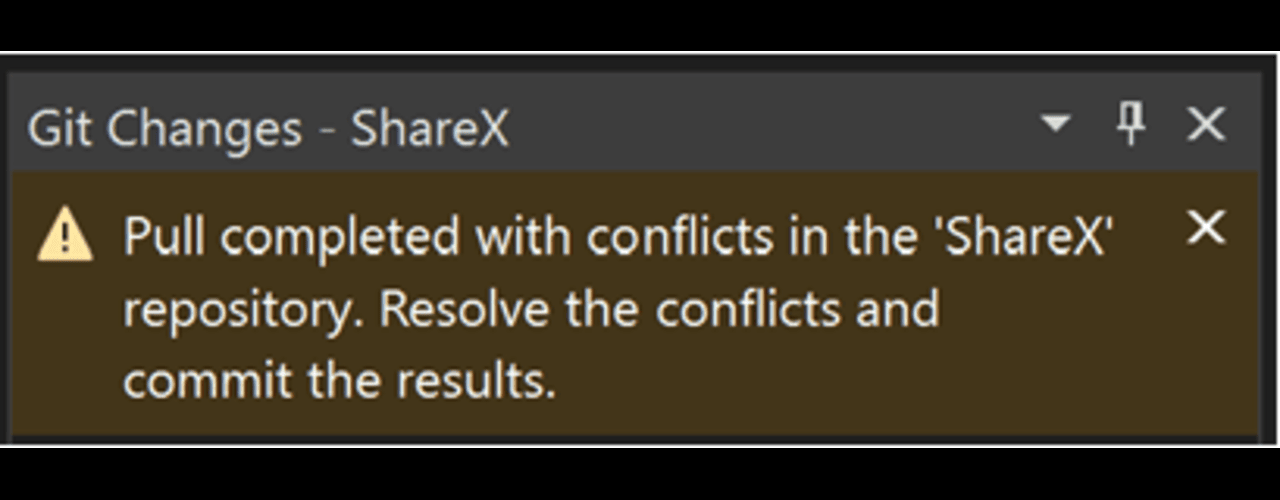 Git Changes - ShareX
Pull completed with conflicts in the 'ShareX'
repository. Resolve the conflicts and
commit the results.